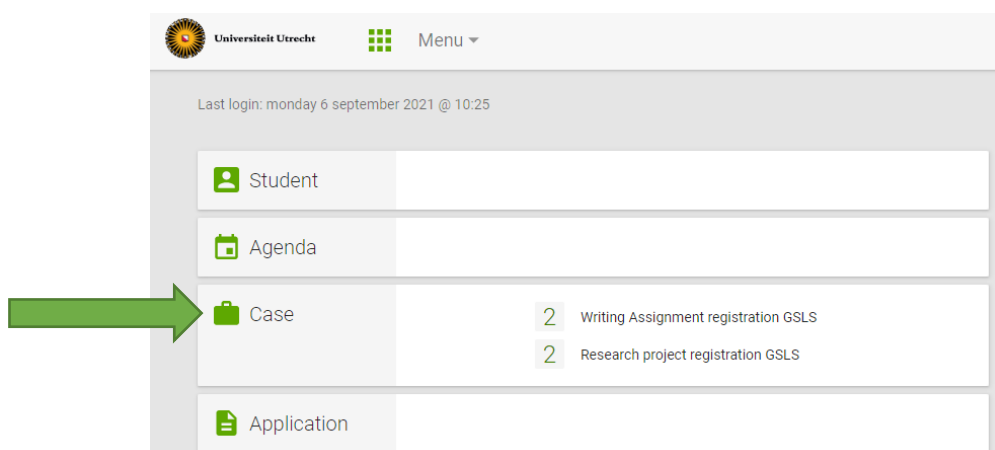 Universiteit Utrecht
Menu
Last login: monday 6 september 2021 @ 10:25
Student
Agenda
Case
2 Writing Assignment registration GSLS
2 Research project registration GSLS
Application